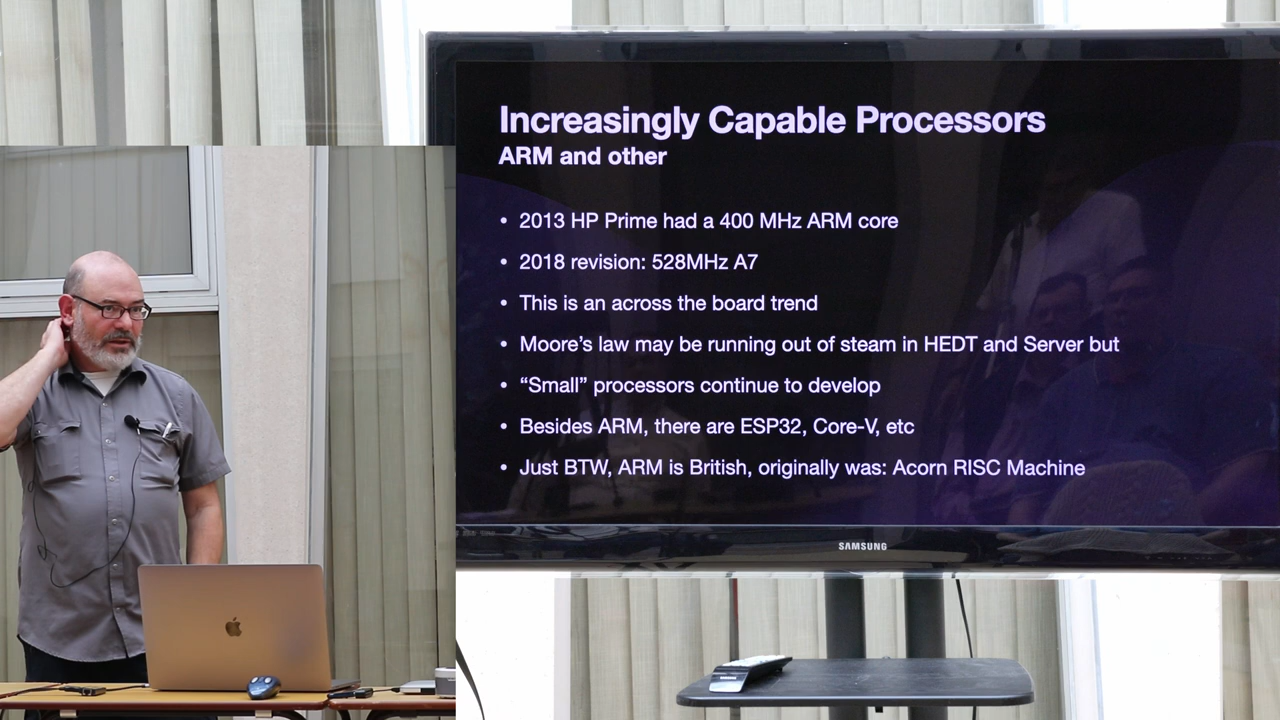 Increasingly Capable Processors
ARM and other
• 2013 HP Prime had a 400 MHz ARM core
• 2018 revision: 528MHz A7
• This is an across the board trend
• Moore’s law may be running out of steam in HEDT and Server but
• “Small” processors continue to develop
• Besides ARM, there are ESP32, Core-V, etc
• Just BTW, ARM is British, originally was: Acorn RISC Machine
SAMSUNG